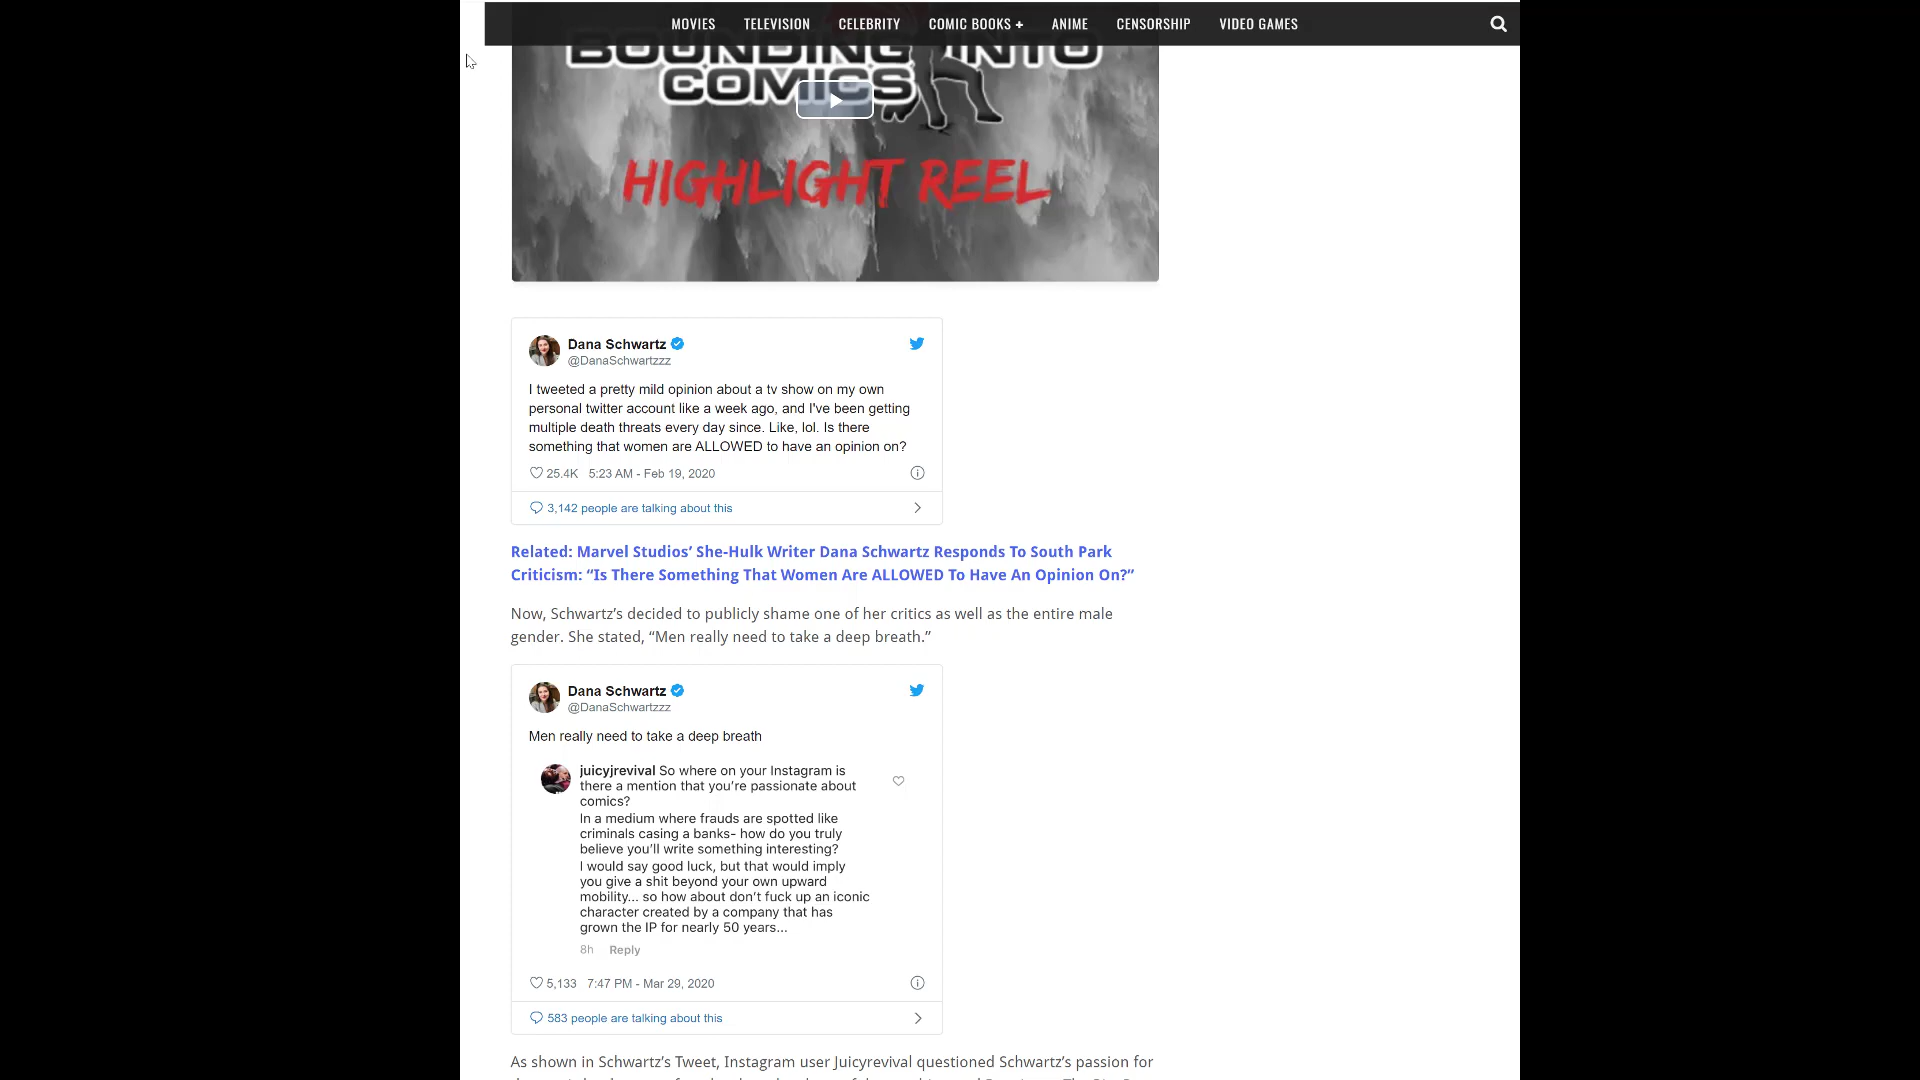 MOVIES TELEVISION CELEBRITY COMIC BOOKS + ANIME CENSORSHIP VIDEO GAMES
BOUNDING INTO
COMICS
HIGHLIGHT REEL
Dana Schwartz
@DanaSchwartzzz
I tweeted a pretty mild opinion about a tv show on my own
personal twitter account like a week ago, and I've been getting
multiple death threats every day since. Like, lol. Is there
something that women are ALLOWED to have an opinion on?
25.4K 5:23 AM - Feb 19, 2020
3,142 people are talking about this
Related: Marvel Studios’ She-Hulk Writer Dana Schwartz Responds To South Park
Criticism: “Is There Something That Women Are ALLOWED To Have An Opinion On?”
Now, Schwartz’s decided to publicly shame one of her critics as well as the entire male
gender. She stated, “Men really need to take a deep breath.”
Dana Schwartz
@DanaSchwartzzz
Men really need to take a deep breath
juicyjrevival So where on your Instagram is
there a mention that you’re passionate about
comics?
In a medium where frauds are spotted like
criminals casing a banks- how do you truly
believe you’ll write something interesting?
I would say good luck, but that would imply
you give a shit beyond your own upward
mobility... so how about don’t fuck up an iconic
character created by a company that has
grown the IP for nearly 50 years...
8h Reply
5,133 7:47 PM - Mar 29, 2020
583 people are talking about this
As shown in Schwartz’s Tweet, Instagram user Juicyrevival questioned Schwartz’s passion for